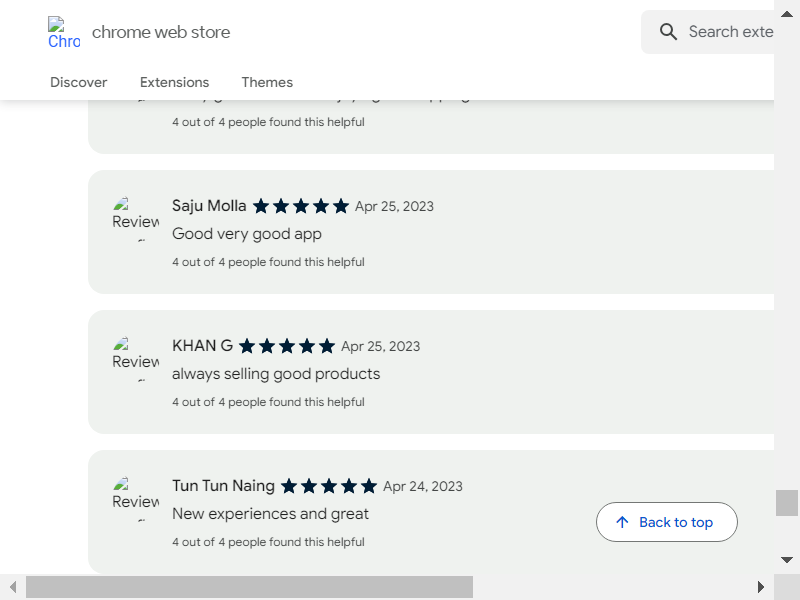 Chro
chrome web store
Search exte
Discover
Extensions
Themes
4 out of 4 people found this helpful
Review
Saju Molla
Apr 25, 2023
Good very good app
4 out of 4 people found this helpful
Review
KHAN G
Apr 25, 2023
always selling good products
4 out of 4 people found this helpful
Review
Tun Tun Naing
Apr 24, 2023
New experiences and great
4 out of 4 people found this helpful
Back to top